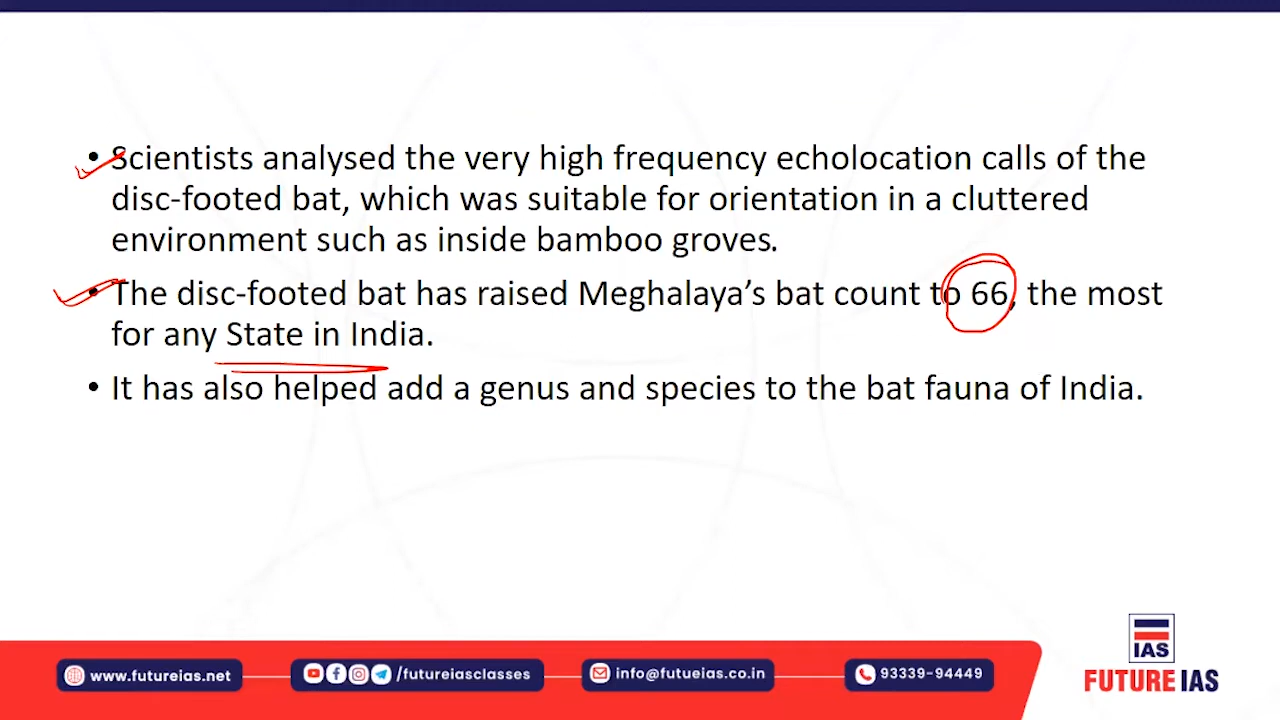 • Scientists analysed the very high frequency echolocation calls of the
disc-footed bat, which was suitable for orientation in a cluttered
environment such as inside bamboo groves.
• The disc-footed bat has raised Meghalaya’s bat count to 66, the most
for any State in India.
• It has also helped add a genus and species to the bat fauna of India.
IAS
www.futureias.net /futureiasclasses info@futueias.co.in 93339-94449
FUTURE IAS